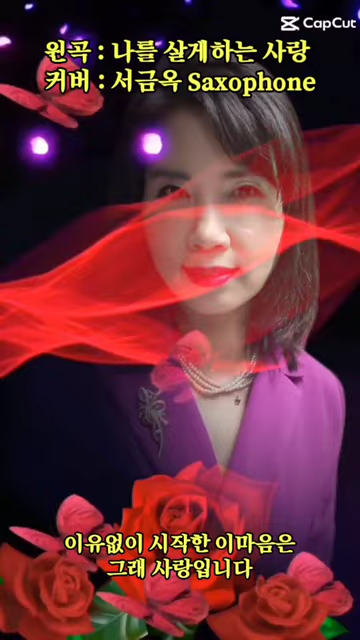 CapCut
원곡 : 나를 살게하는 사랑
커버 : 서금옥 Saxophone
이유없이 시작한 이마음은
그래 사랑입니다